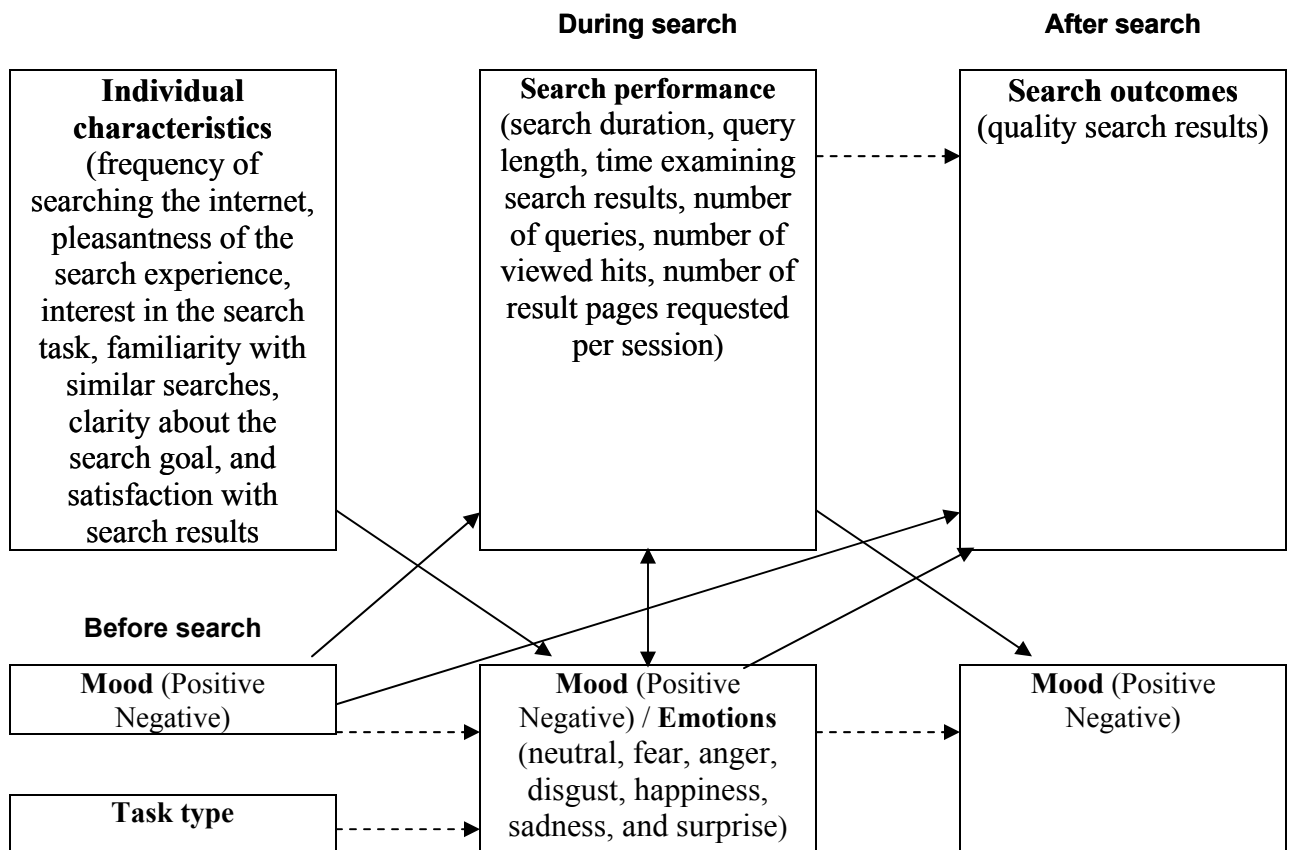 During search
After search
Individual
characteristics
(frequency of
searching the internet,
pleasantness of the
search experience,
interest in the search
task, familiarity with
similar searches,
clarity about the
search goal, and
satisfaction with
search results
Search performance
(search duration, query
length, time examining
search results, number
of queries, number of
viewed hits, number of
result pages requested
per session)
Search outcomes
(quality search results)
Before search
Mood (Positive
Negative)
Task type
Mood (Positive
Negative) / Emotions
(neutral, fear, anger,
disgust, happiness,
sadness, and surprise)
Mood (Positive
Negative)